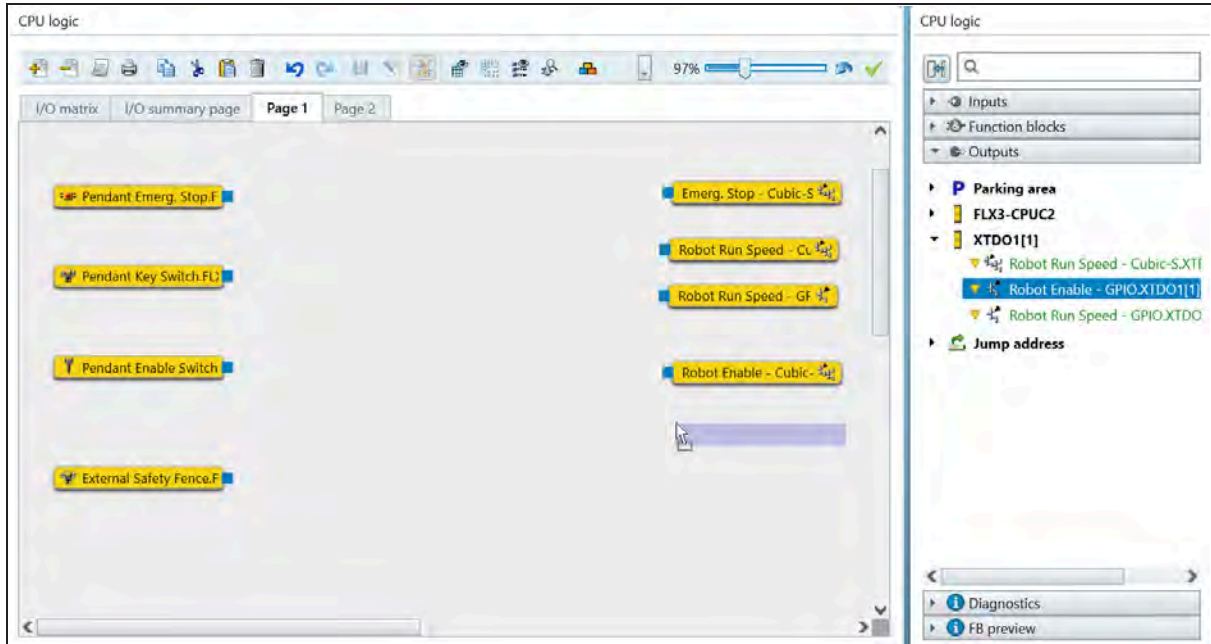 CPU logic
97%
I/O matrix I/O summary page Page 1 Page 2
Pendant Emerg. Stop.F
Pendant Key Switch.FL
Pendant Enable Switch
External Safety Fence.F
Emerg. Stop - Cubic-S
Robot Run Speed - Cu
Robot Run Speed - GF
Robot Enable - Cubic-
CPU logic
Inputs
Function blocks
Outputs
P Parking area
FLX3-CPUC2
XTDO1[1]
Robot Run Speed - Cubic-S.XTI
Robot Enable - GPIO.XTDO1[1]
Robot Run Speed - GPIO.XTDO
Jump address
Diagnostics
FB preview